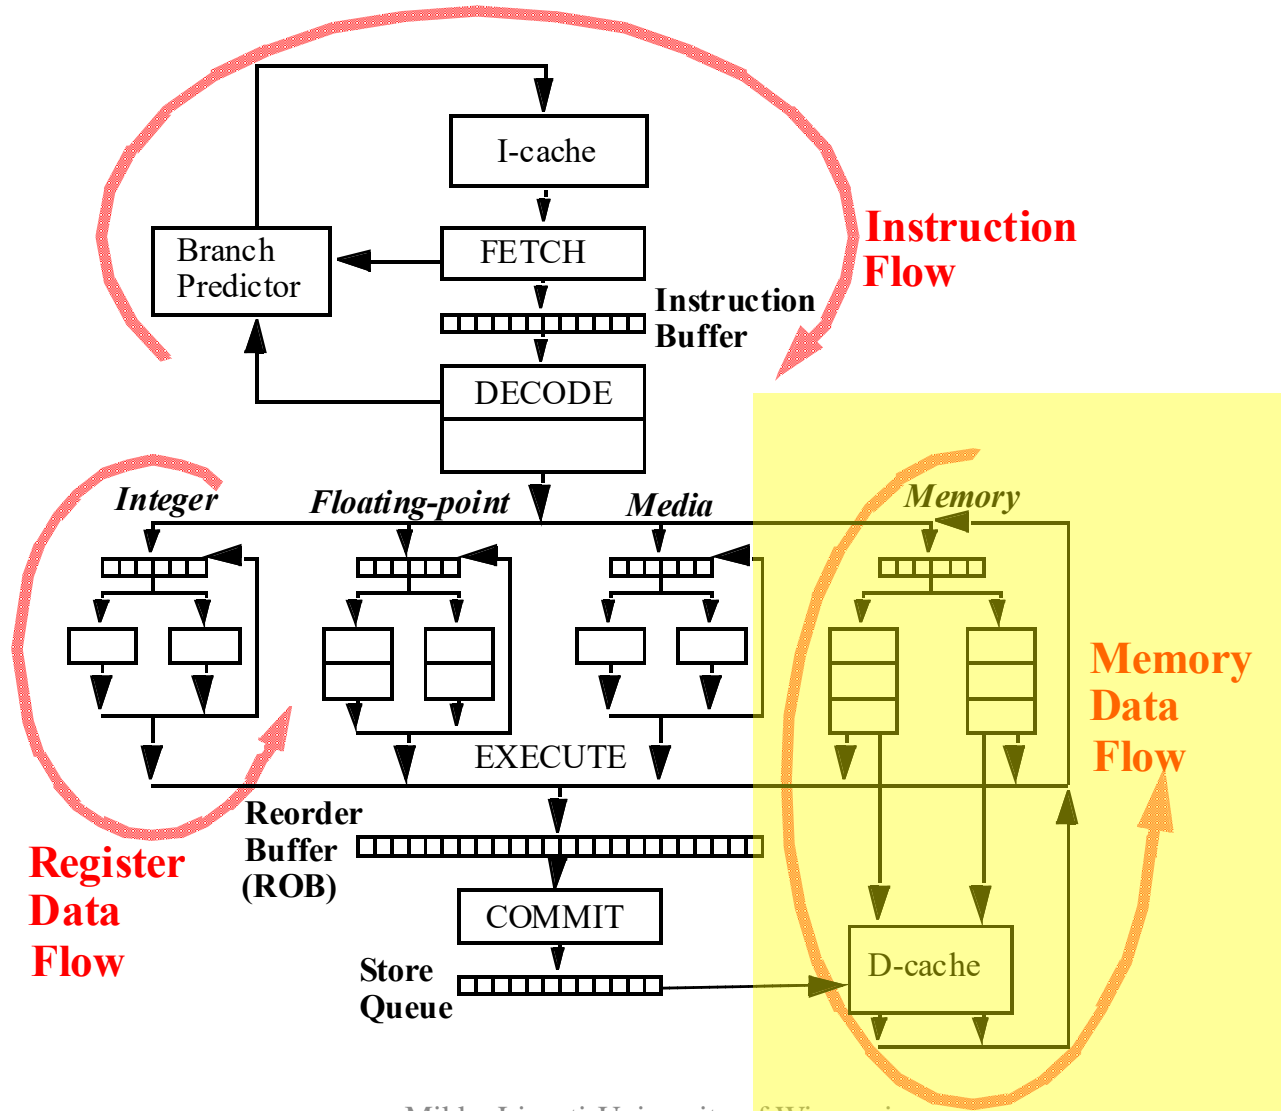 I-cache
Branch
Predictor
FETCH
Instruction
Flow
Instruction
Buffer
DECODE
Integer
Floating-point
Media
Memory
Memory
Data
Flow
EXECUTE
Reorder
Buffer
(ROB)
Register
Data
Flow
COMMIT
D-cache
Store
Queue